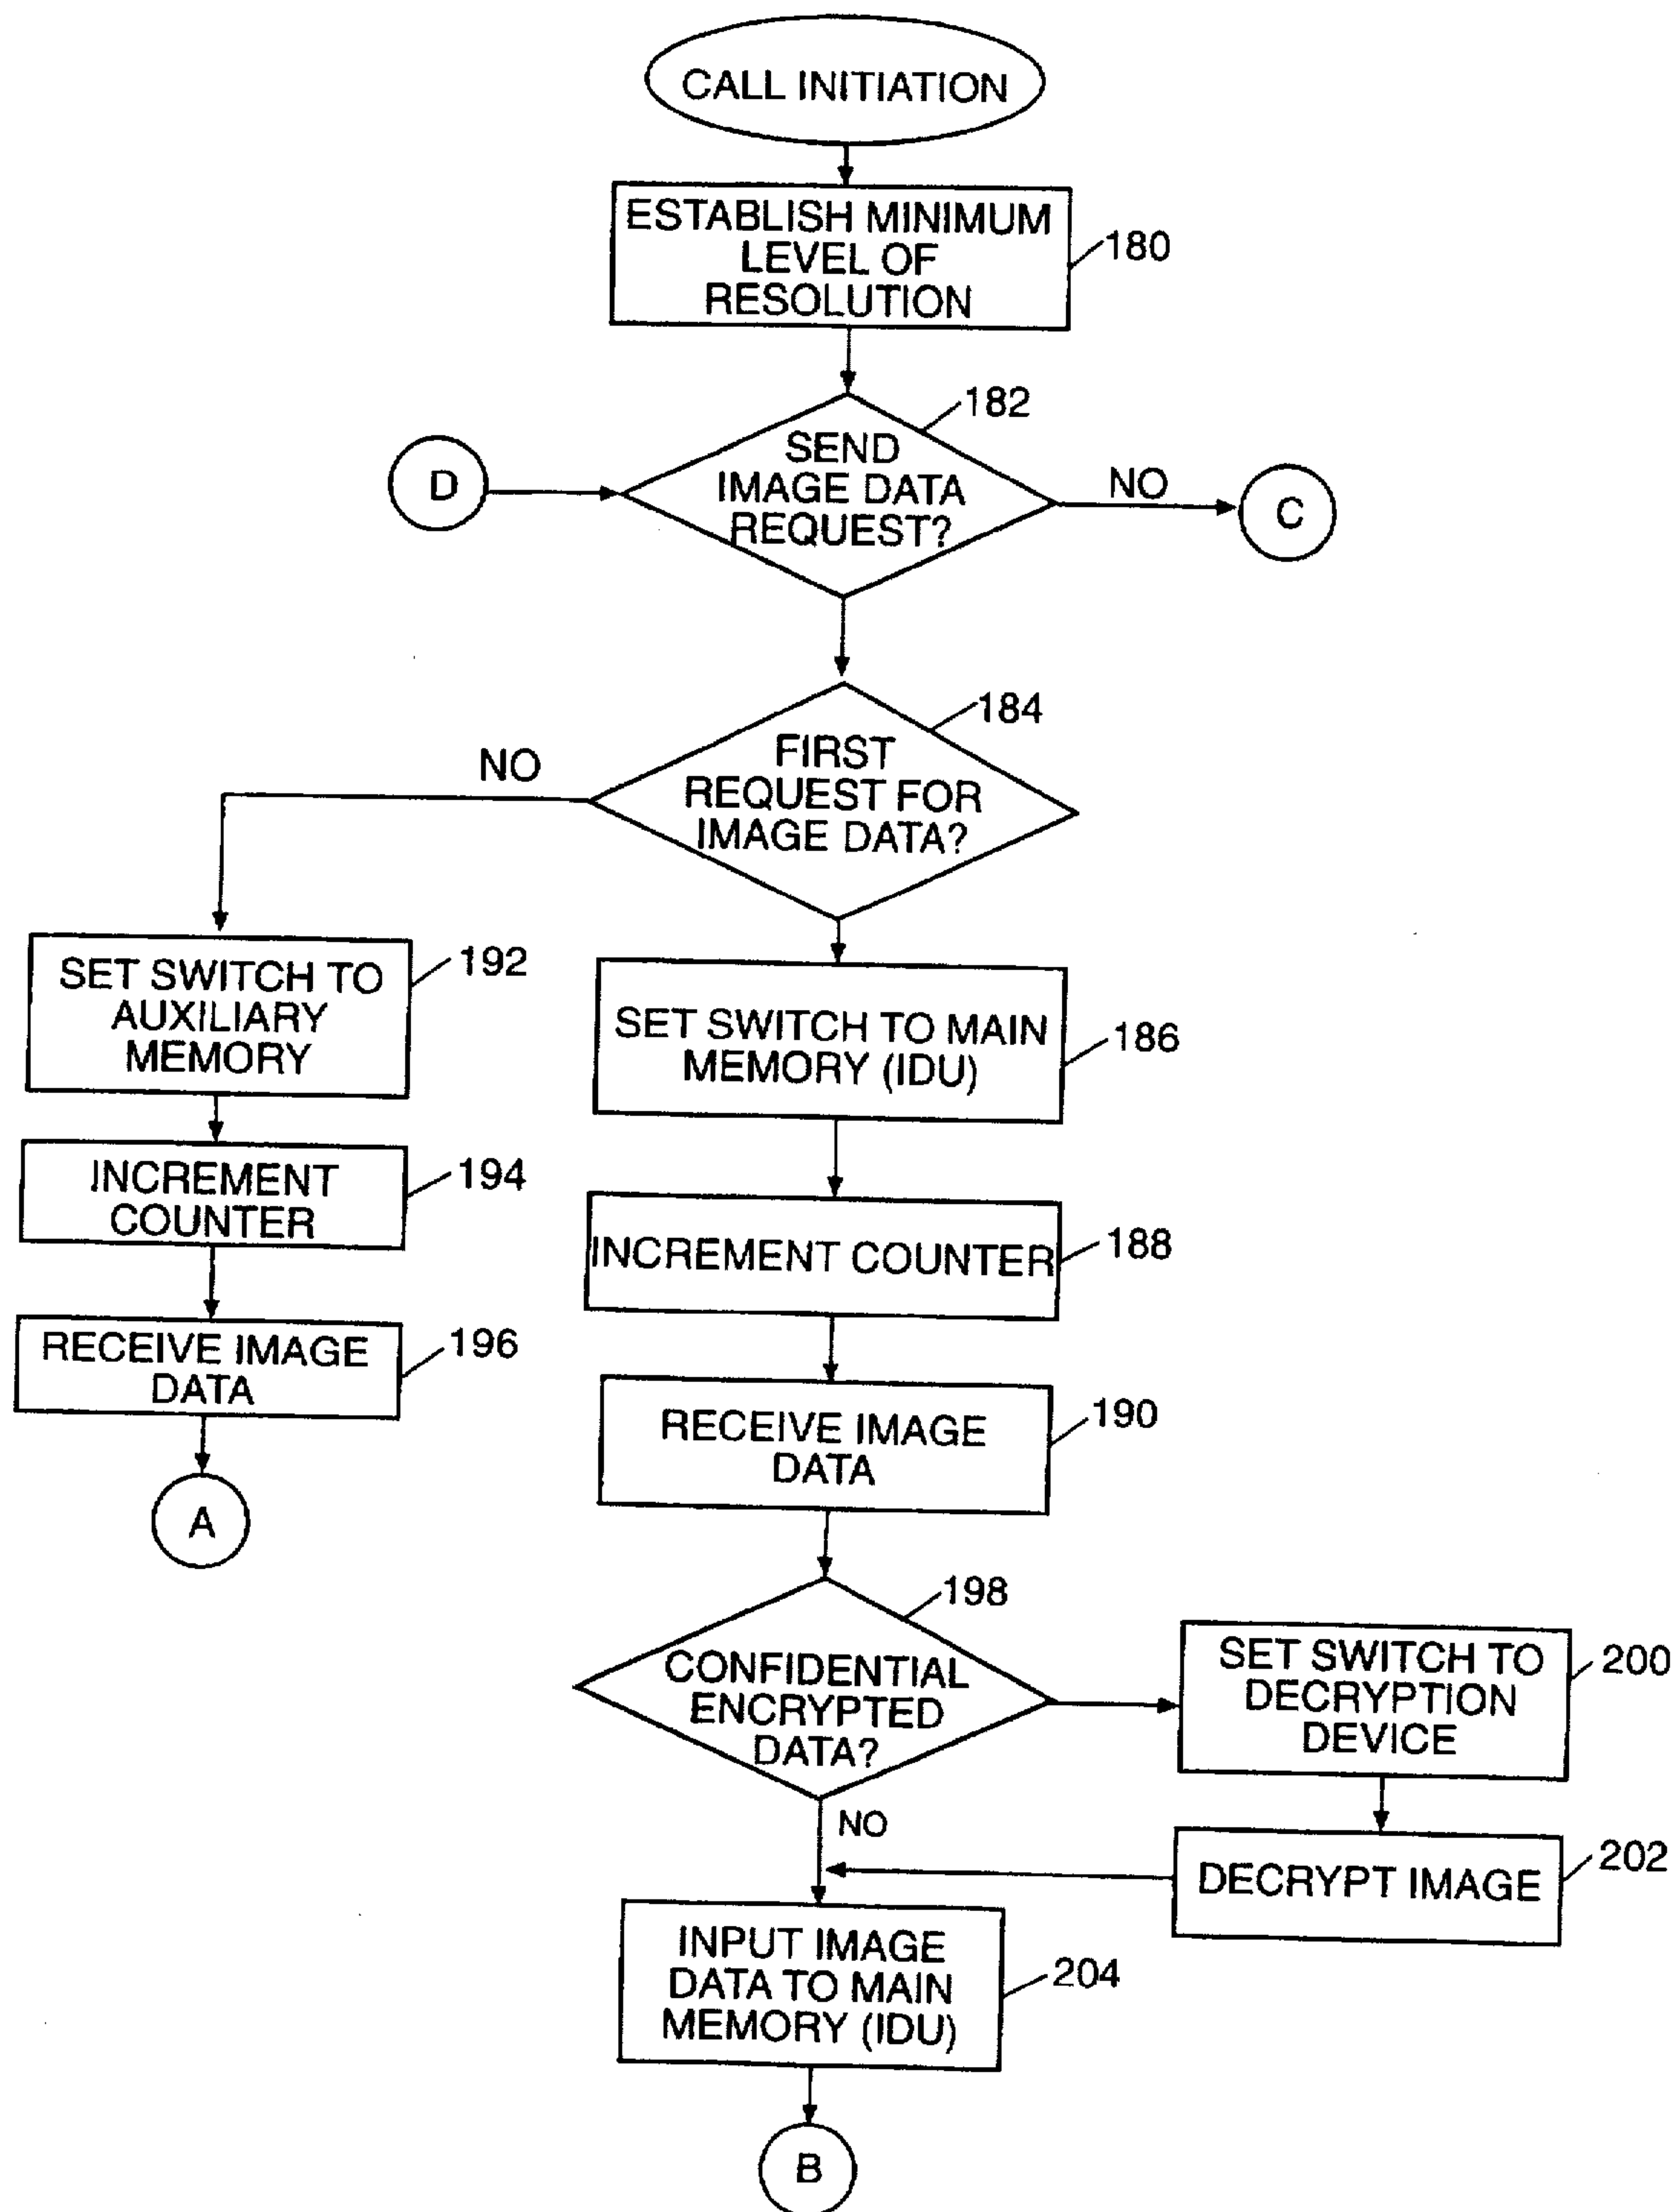 CALL INITIATION
ESTABLISH MINIMUM
LEVEL OF
RESOLUTION
180
182
SEND
IMAGE DATA
REQUEST?
D
NO
C
184
FIRST
REQUEST FOR
IMAGE DATA?
NO
SET SWITCH TO
AUXILIARY
MEMORY
192
SET SWITCH TO MAIN
MEMORY (IDU)
186
INCREMENT
COUNTER
194
INCREMENT COUNTER
188
RECEIVE IMAGE
DATA
196
RECEIVE IMAGE
DATA
190
A
198
CONFIDENTIAL
ENCRYPTED
DATA?
SET SWITCH TO
DECRYPTION
DEVICE
200
NO
DECRYPT IMAGE
202
INPUT IMAGE
DATA TO MAIN
MEMORY (IDU)
204
B